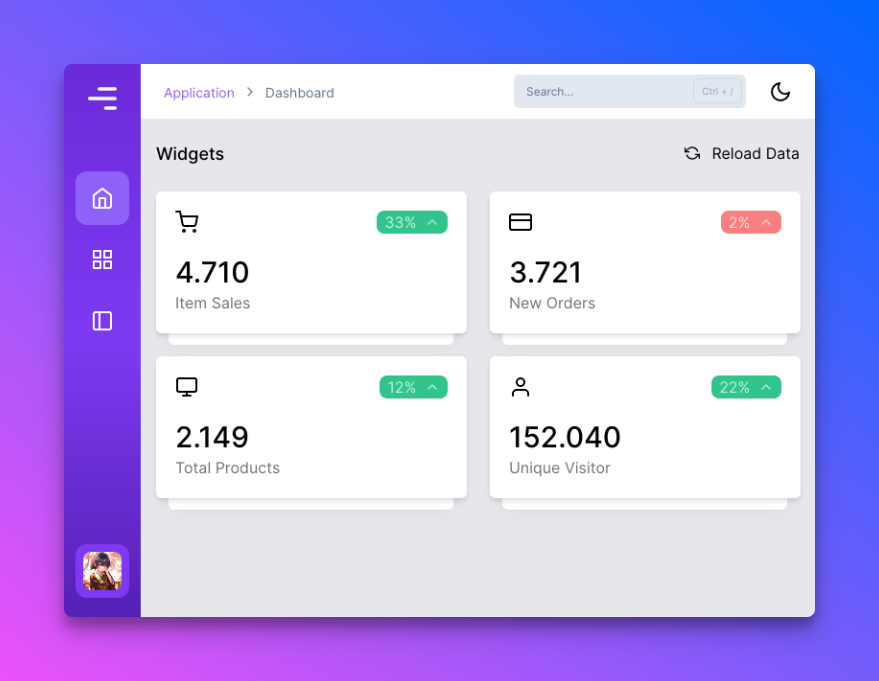 Application > Dashboard
Search...
Ctrl + /
Widgets
Reload Data
33%
4.710
Item Sales
2%
3.721
New Orders
12%
2.149
Total Products
22%
152.040
Unique Visitor